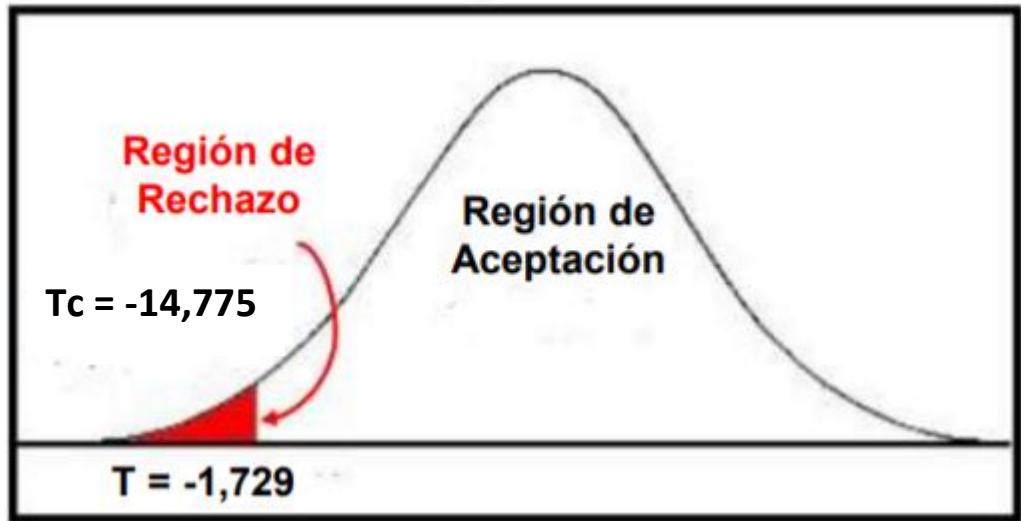 Región de
Rechazo
Región de
Aceptación
Tc = -14,775
T = -1,729